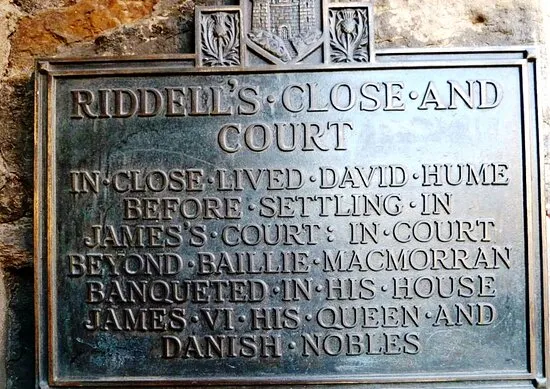 RIDDELL'S·CLOSE·AND
COURT
IN·CLOSE·LIVED·DAVID·HUME
BEFORE·SETTLING·IN
JAMES'S·COURT: IN·COURT
BEYOND·BAILLIE·MACMORRAN
BANQUETED·IN·HIS·HOUSE
JAMES·VI·HIS·QUEEN·AND
DANISH·NOBLES